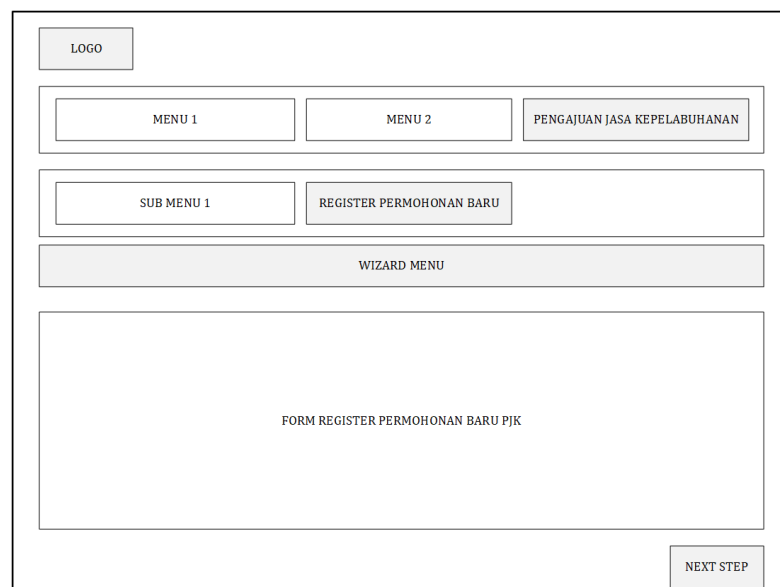 LOGO
MENU 1
MENU 2
PENGAJUAN JASA KEPELABUHANAN
SUB MENU 1
REGISTER PERMOHONAN BARU
WIZARD MENU
FORM REGISTER PERMOHONAN BARU PJK
NEXT STEP